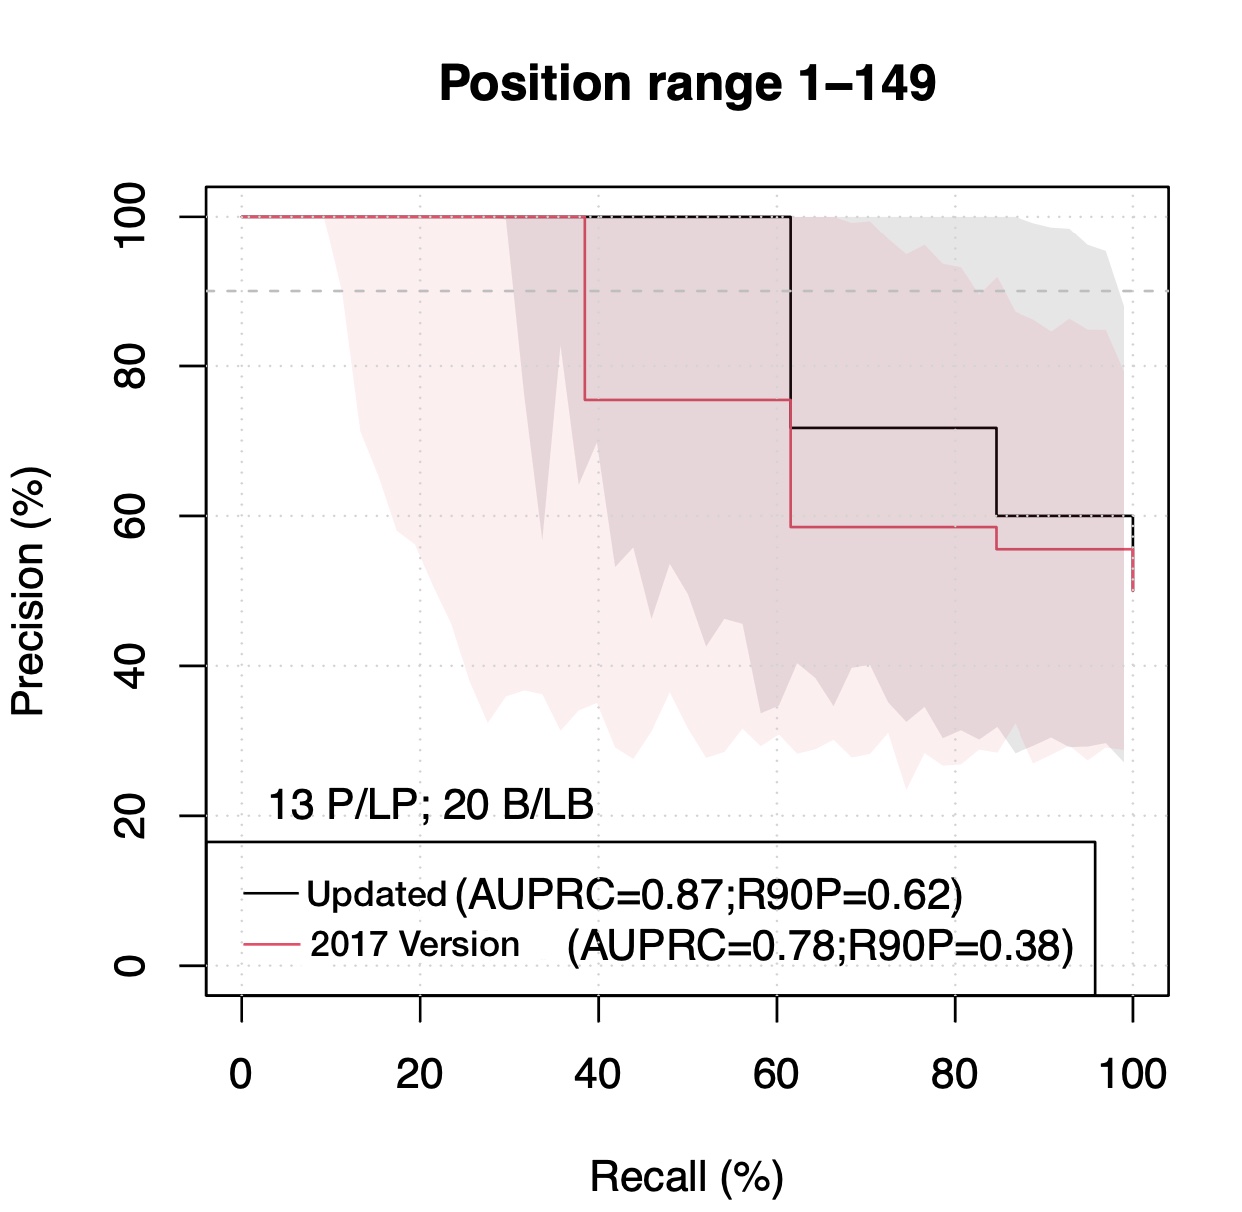 Position range 1–149
Precision (%)
100
80
60
40
20
0
13 P/LP; 20 B/LB
Updated (AUPRC=0.87;R90P=0.62)
2017 Version (AUPRC=0.78;R90P=0.38)
0 20 40 60 80 100
Recall (%)